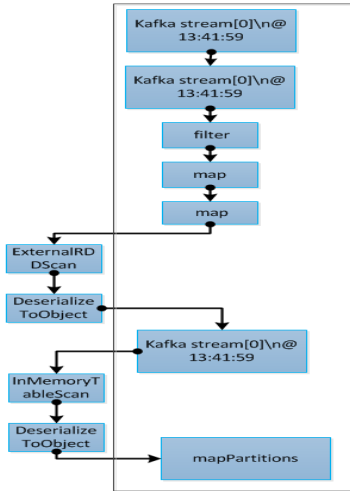 Kafka stream[0]\n@
13:41:59
Kafka stream[0]\n@
13:41:59
filter
map
map
ExternalRD
DScan
Deserialize
ToObject
Kafka stream[0]\n@
13:41:59
InMemoryT
ableScan
Deserialize
ToObject
mapPartitions